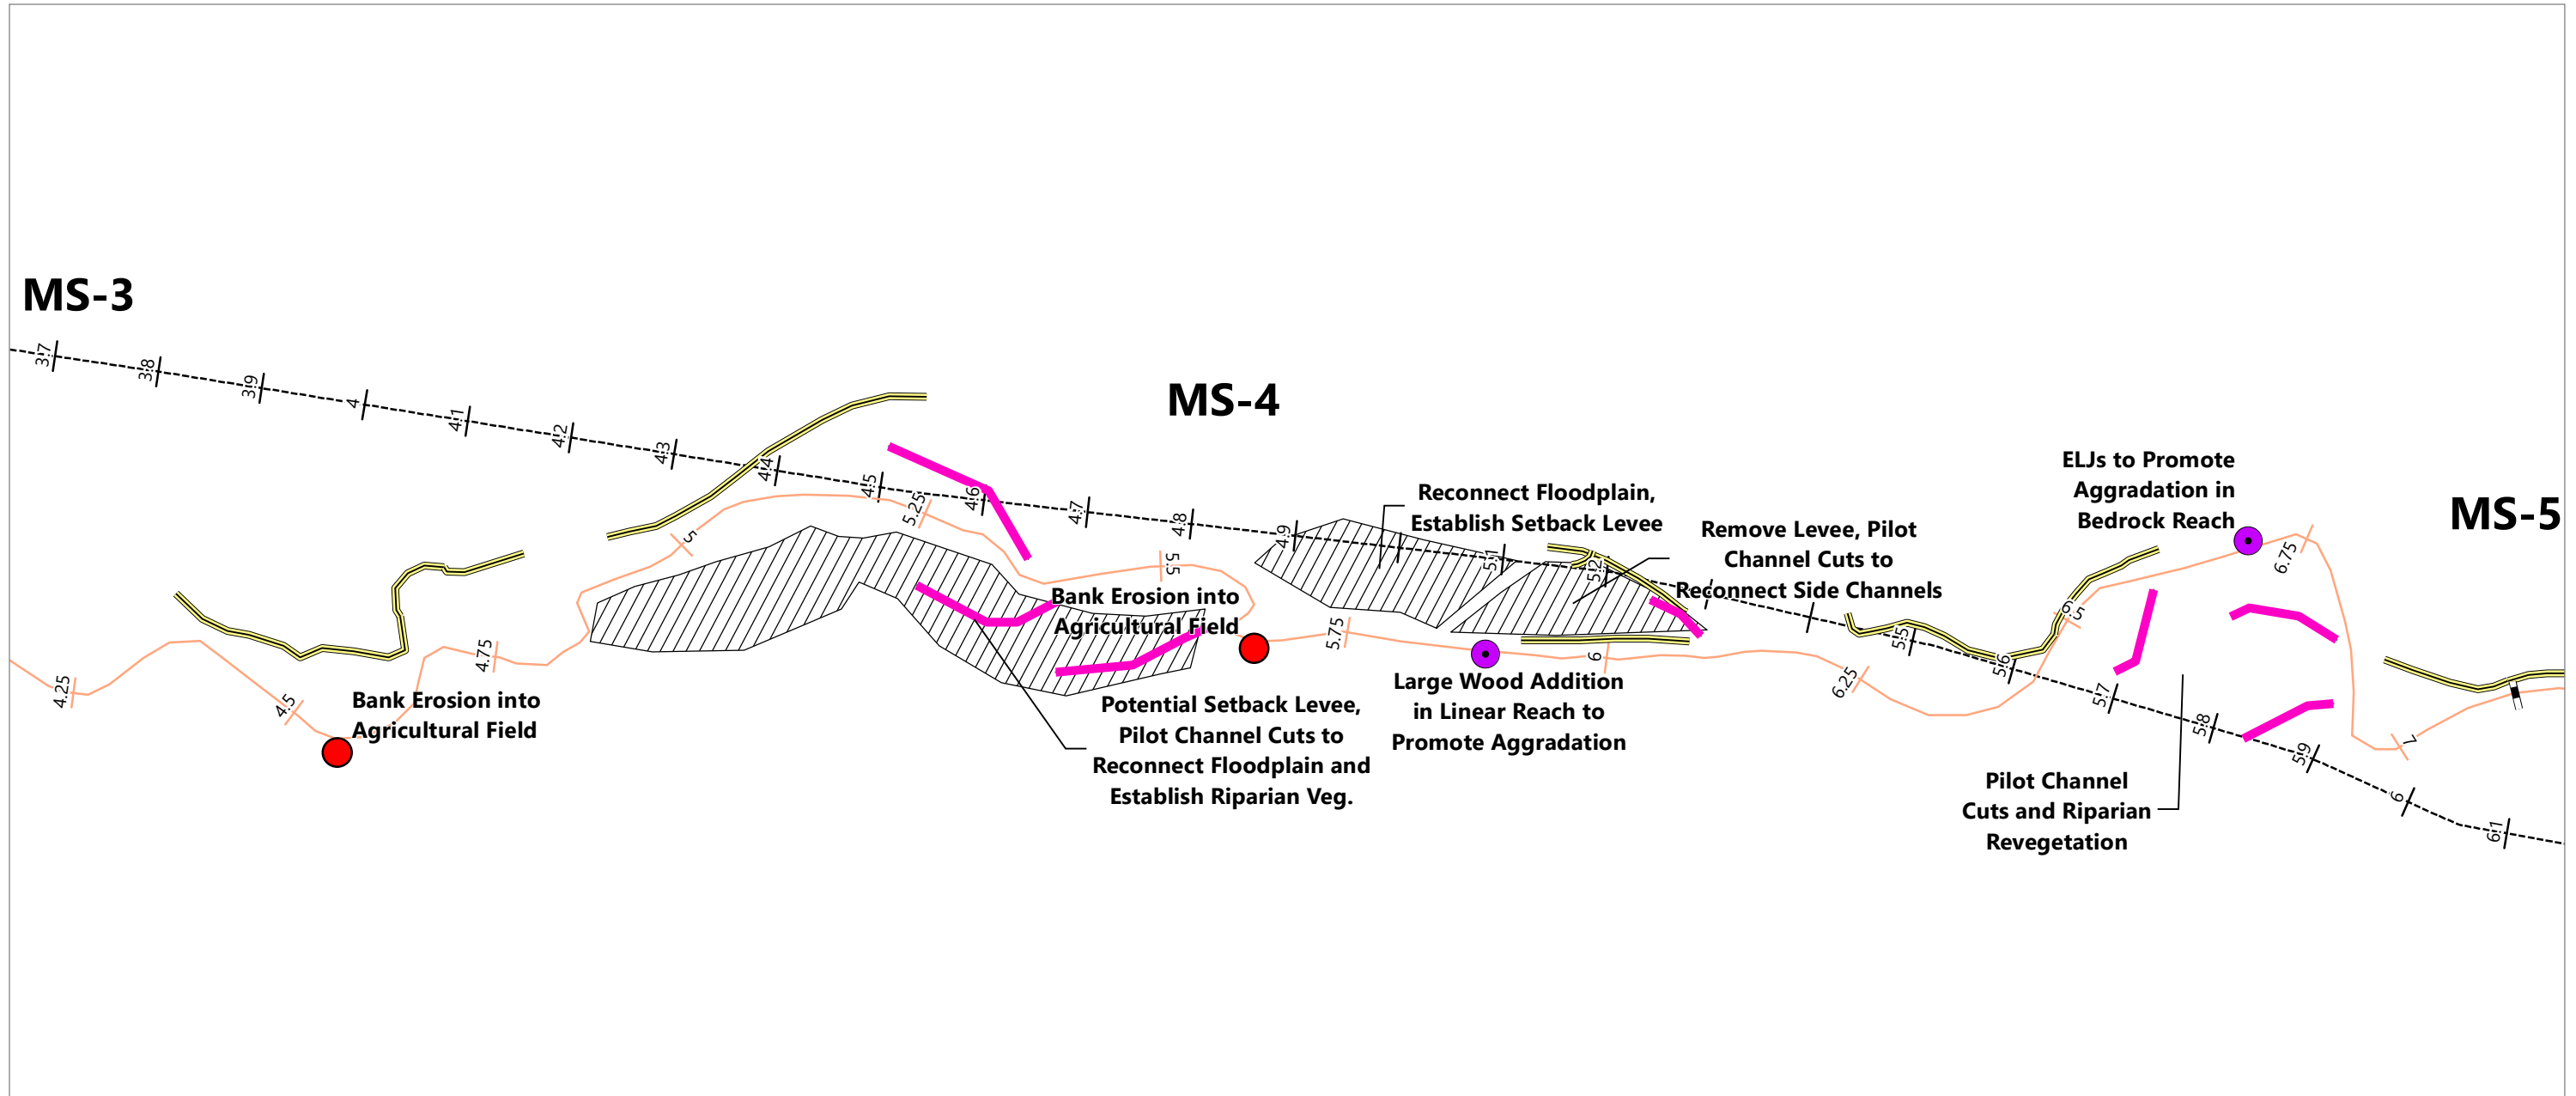 MS-3
MS-4
MS-5
3.7
3.8
3.9
4
4.1
4.2
4.3
4.4
4.5
4.6
4.7
4.8
4.9
5.1
5.2
5.5
5.6
5.7
5.8
5.9
6
6.1
4.25
4.5
4.75
5
5.25
5.5
5.75
6
6.25
6.5
6.75
7
Bank Erosion into
Agricultural Field
Bank Erosion into
Agricultural Field
Potential Setback Levee,
Pilot Channel Cuts to
Reconnect Floodplain and
Establish Riparian Veg.
Reconnect Floodplain,
Establish Setback Levee
Large Wood Addition
in Linear Reach to
Promote Aggradation
Remove Levee, Pilot
Channel Cuts to
Reconnect Side Channels
ELJs to Promote
Aggradation in
Bedrock Reach
Pilot Channel
Cuts and Riparian
Revegetation